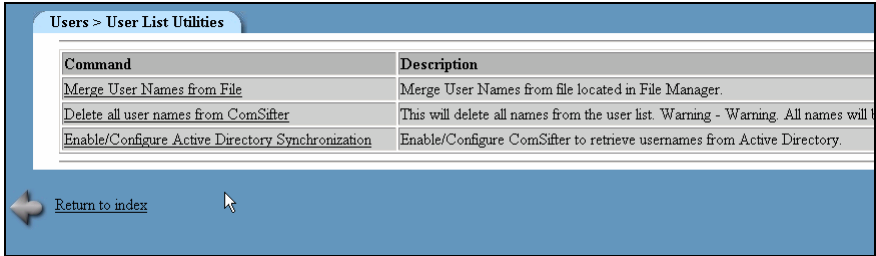 Users > User List Utilities
Command Description
Merge User Names from File Merge User Names from file located in File Manager.
Delete all user names from ComSifter This will delete all names from the user list. Warning - Warning. All names will
Enable/Configure Active Directory Synchronization Enable/Configure ComSifter to retrieve usernames from Active Directory.
Return to index